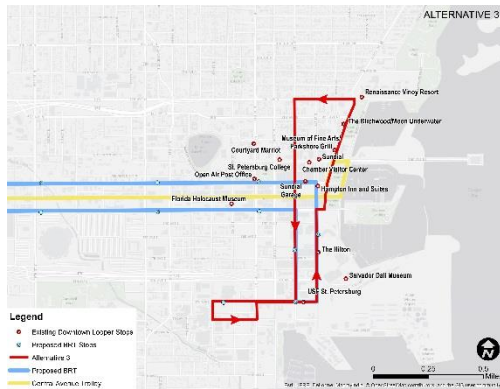 ALTERNATIVE 3
Renaissance Vinoy Resort
The Birchwood/Moon Underwater
Museum of Fine Arts/
Parkshore Grill
Courtyard Marriot
Sundial
St. Petersburg College
Chamber Visitor Center
Open Air Post Office
Sundial
Garage
Hampton Inn and Suites
Florida Holocaust Museum
The Hilton
Salvador Dali Museum
USF St. Petersburg
Legend
Existing Downtown Looper Stops
Proposed BRT Stops
Alternative 3
Proposed BRT
Central Avenue Trolley
N
0 0.25 0.5
Miles